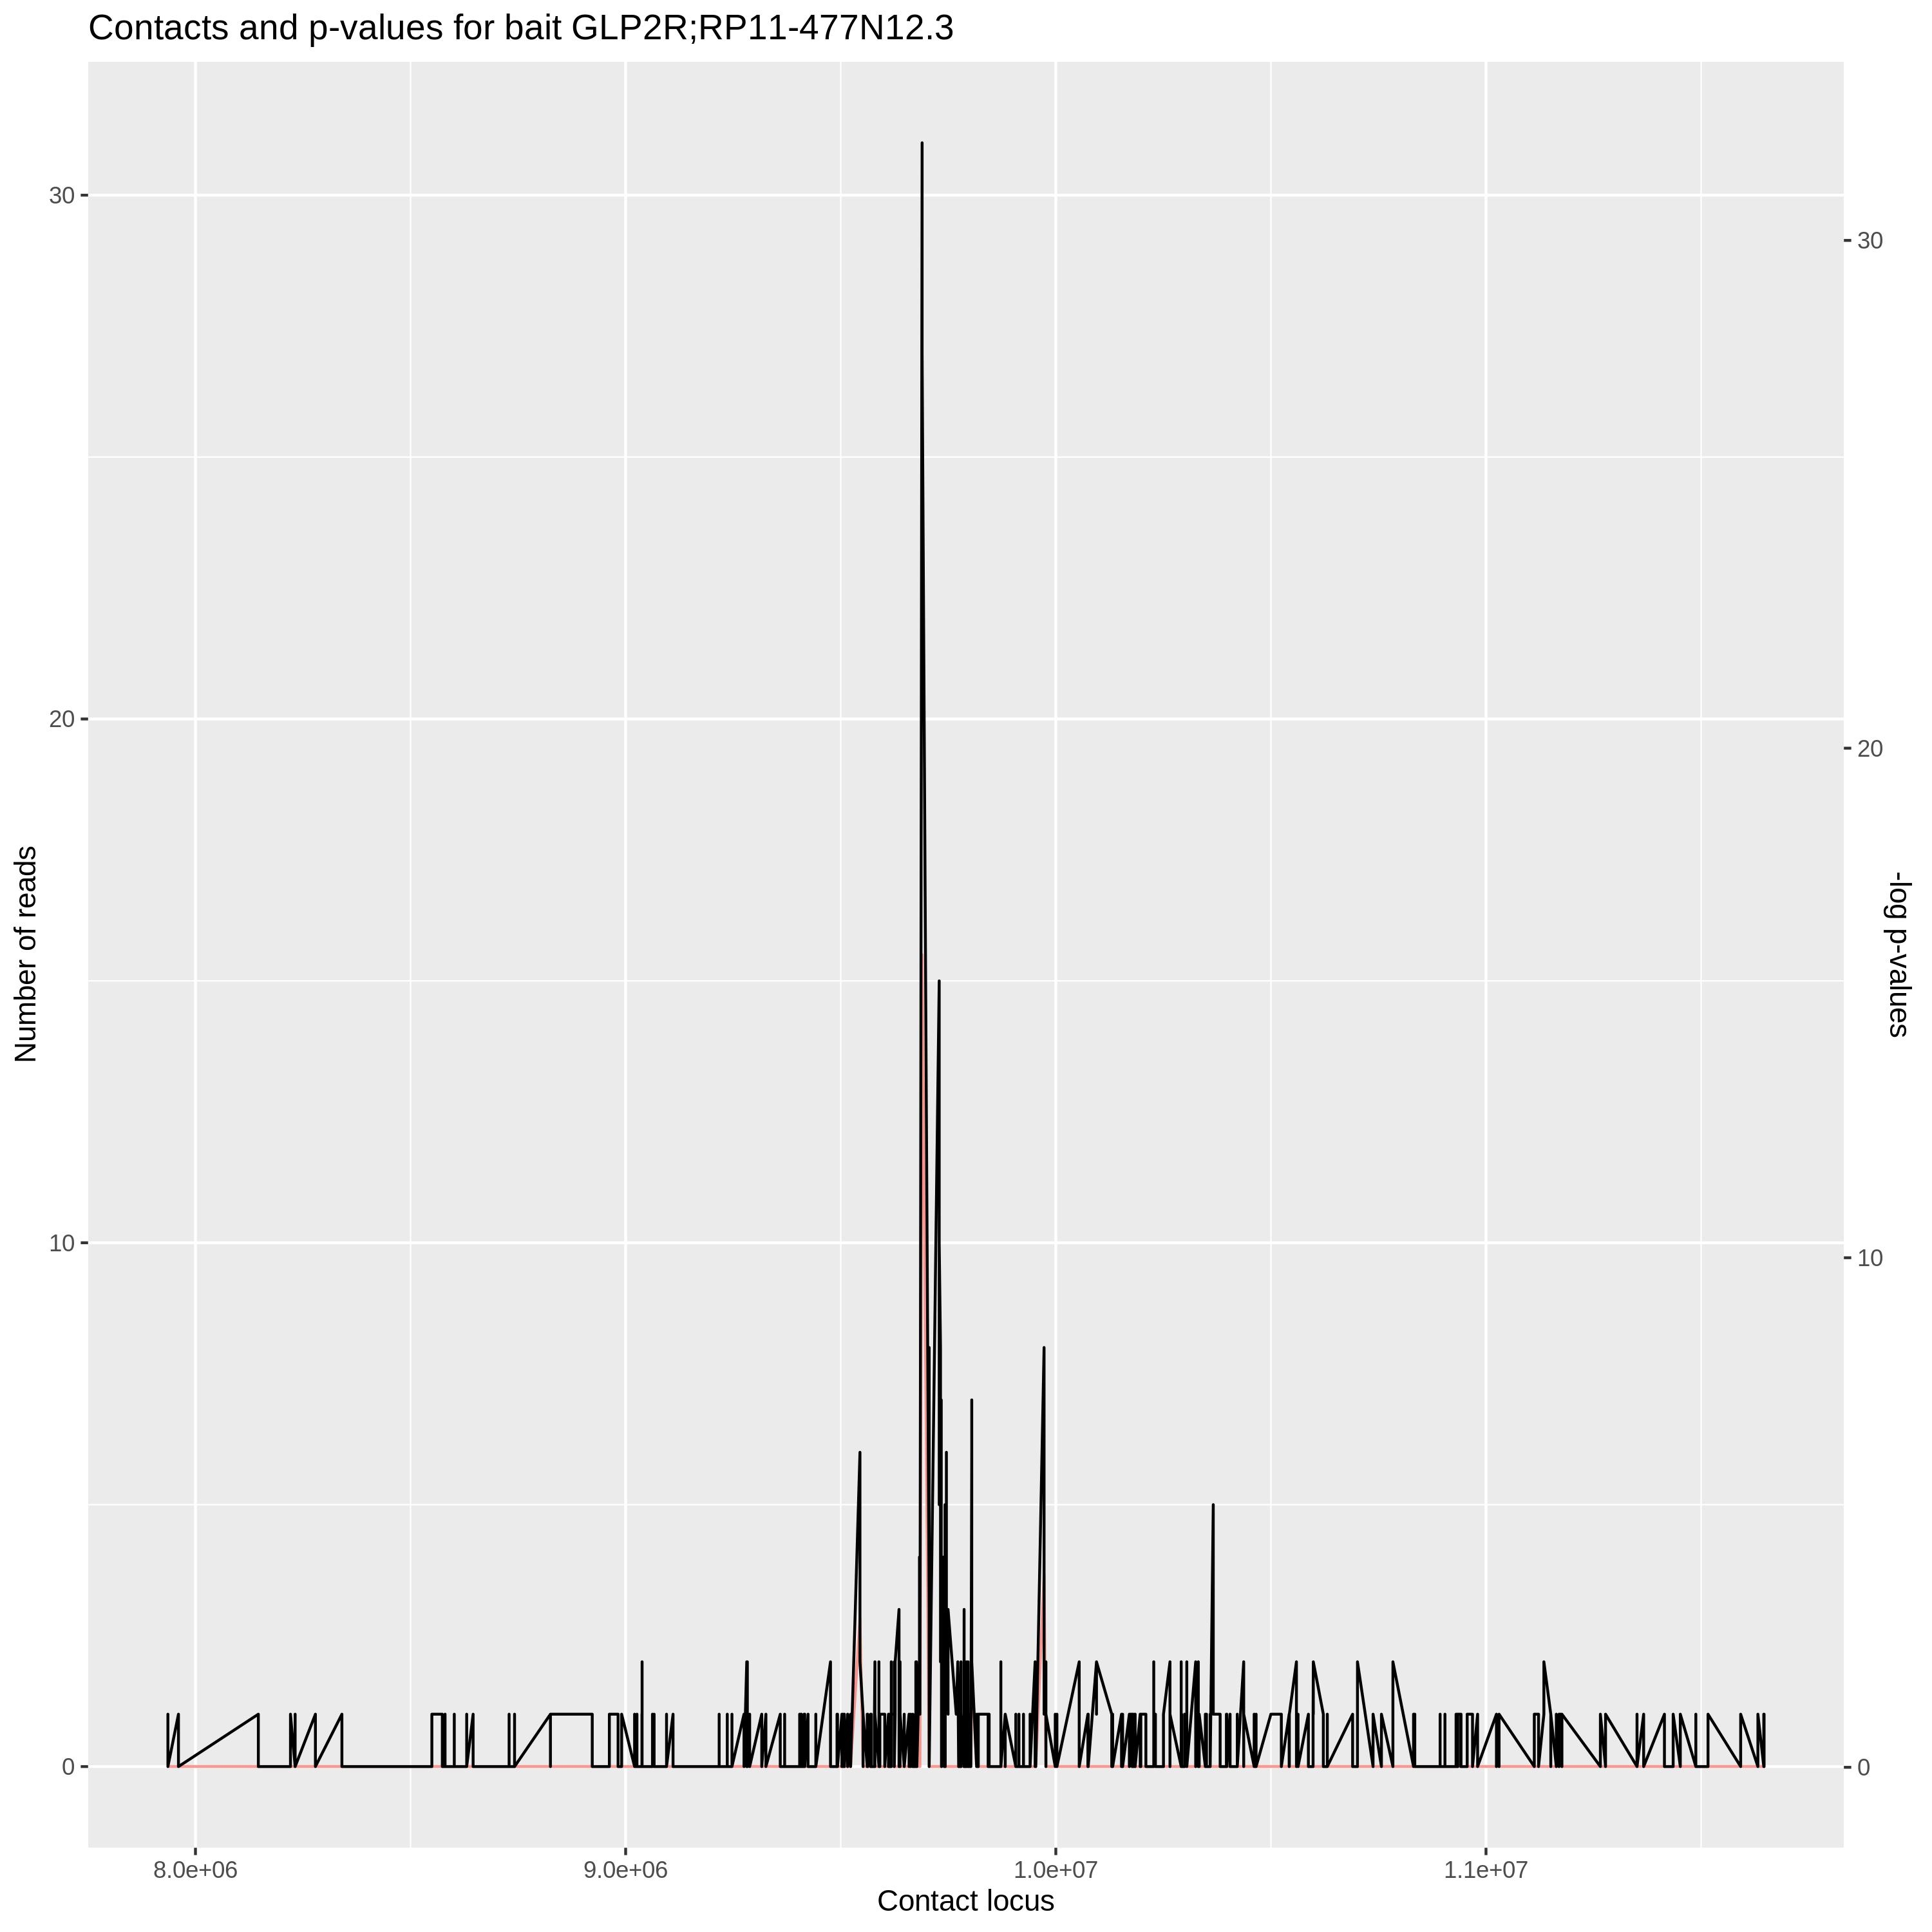 Contacts and p-values for bait GLP2R;RP11-477N12.3
30
20
10
0
Number of reads
30
20
10
0
-log p-values
8.0e+06
9.0e+06
1.0e+07
1.1e+07
Contact locus